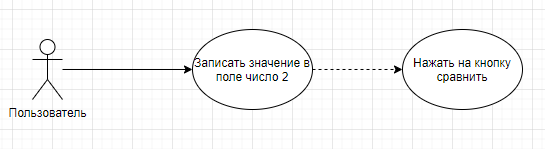 Записать значение в
поле число 2
Нажать на кнопку
сравнить
Пользователь